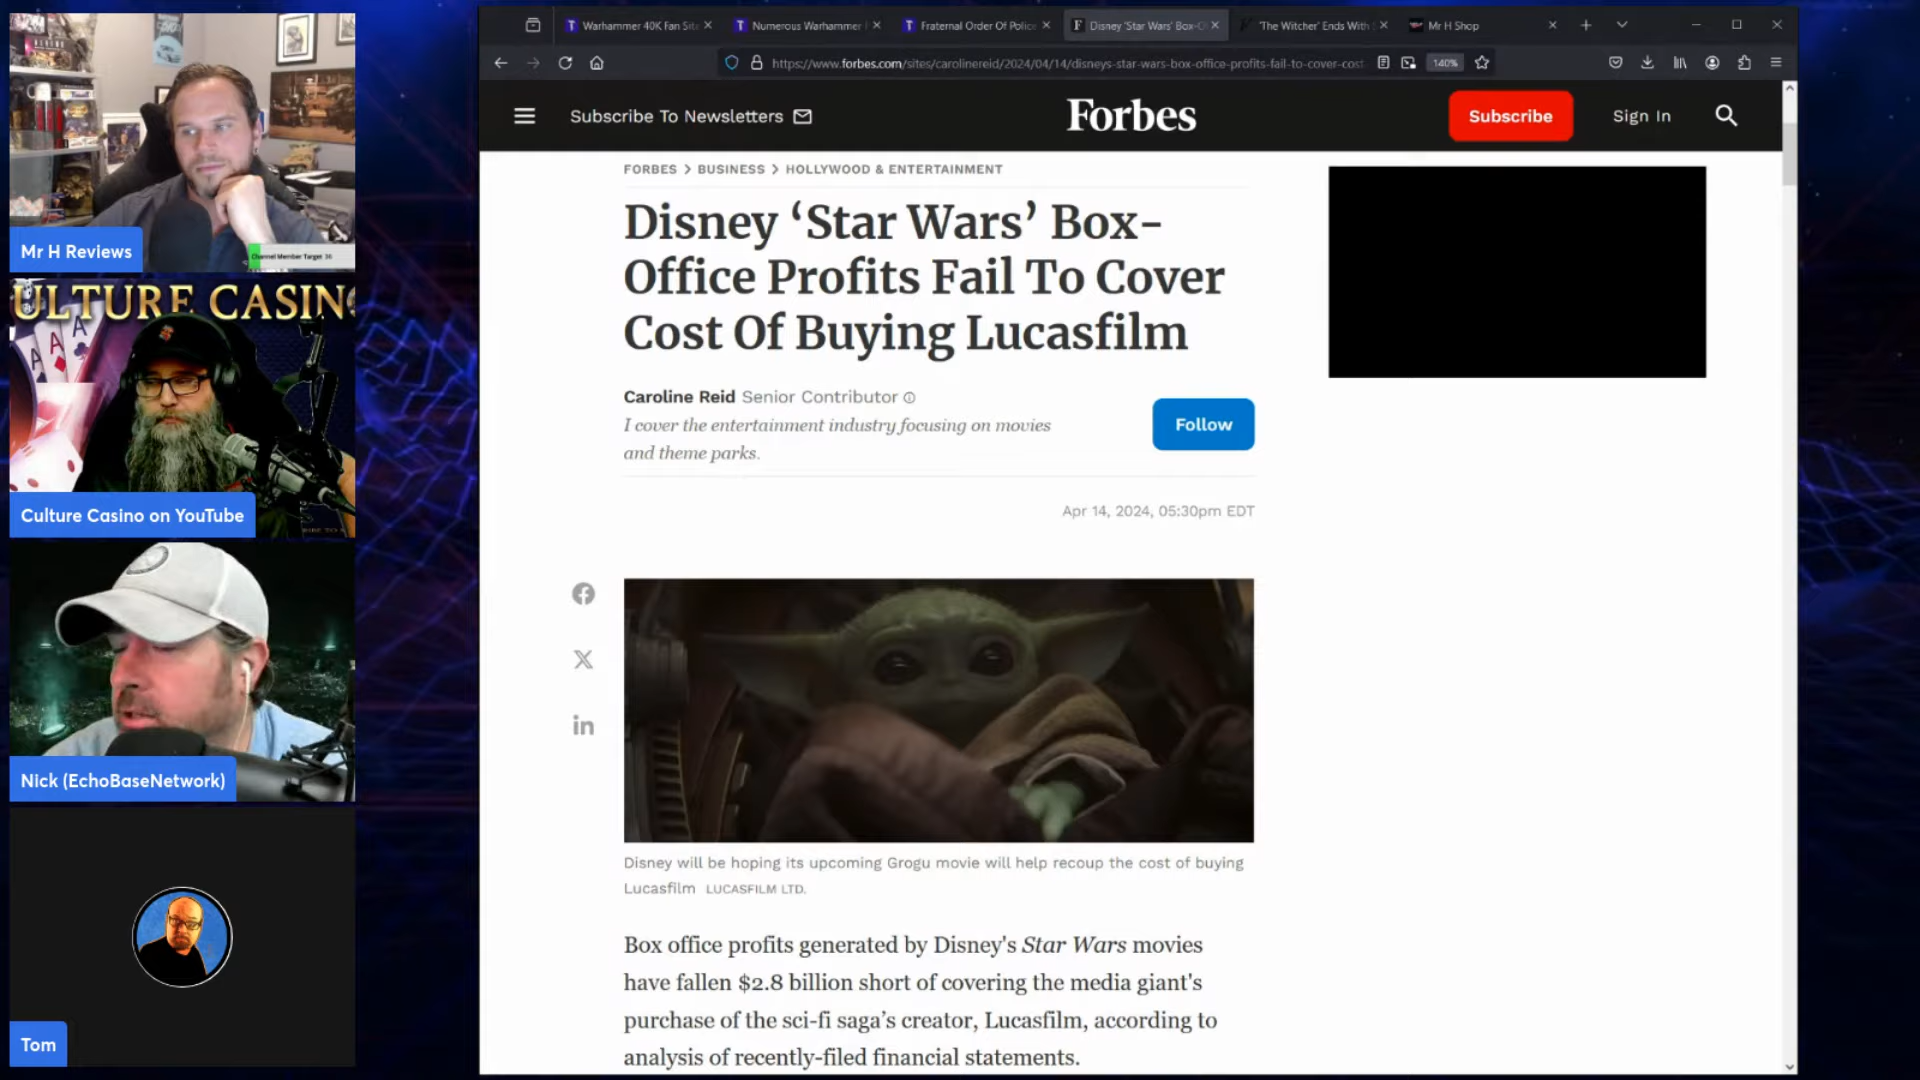 Warhammer 40K Fan Sit
Numerous Warhammer
Fraternal Order Of Police
Disney 'Star Wars' Box-O
'The Witcher' Ends With
Mr H Shop
https://www.forbes.com/sites/carolinereid/2024/04/14/disneys-star-wars-box-office-profits-fail-to-cover-cost
140%
Subscribe To Newsletters
Forbes
Subscribe
Sign In
FORBES > BUSINESS > HOLLYWOOD & ENTERTAINMENT
Disney ‘Star Wars’ Box-
Office Profits Fail To Cover
Cost Of Buying Lucasfilm
Caroline Reid Senior Contributor
I cover the entertainment industry focusing on movies
and theme parks.
Follow
Apr 14, 2024, 05:30pm EDT
Disney will be hoping its upcoming Grogu movie will help recoup the cost of buying
Lucasfilm LUCASFILM LTD.
Box office profits generated by Disney's Star Wars movies
have fallen $2.8 billion short of covering the media giant's
purchase of the sci-fi saga’s creator, Lucasfilm, according to
analysis of recently-filed financial statements.
Mr H Reviews
Channel Member Target 36
ULTURE CASIN
A
A
A
Culture Casino on YouTube
Nick (EchoBaseNetwork)
Tom